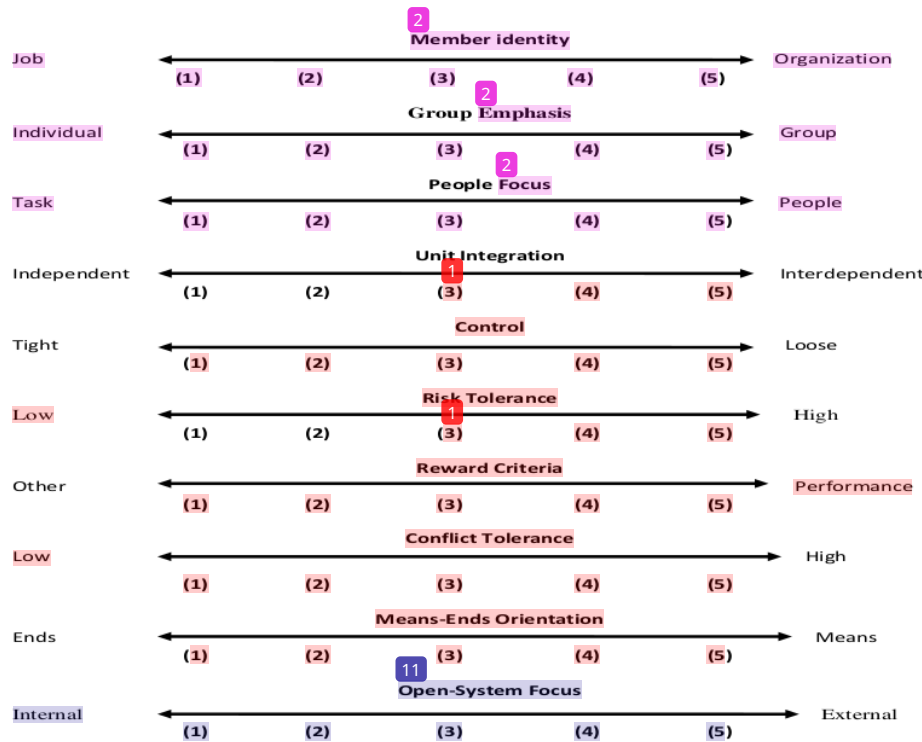 2
Member identity
Job Organization
(1) (2) (3) (4) (5)
2
Group Emphasis
Individual Group
(1) (2) (3) (4) (5)
2
People Focus
Task People
(1) (2) (3) (4) (5)
Unit Integration
1
Independent Interdependent
(1) (2) (3) (4) (5)
Control
Tight Loose
(1) (2) (3) (4) (5)
Risk Tolerance
1
Low High
(1) (2) (3) (4) (5)
Reward Criteria
Other Performance
(1) (2) (3) (4) (5)
Conflict Tolerance
Low High
(1) (2) (3) (4) (5)
Means-Ends Orientation
Ends Means
(1) (2) (3) (4) (5)
11
Open-System Focus
Internal External
(1) (2) (3) (4) (5)